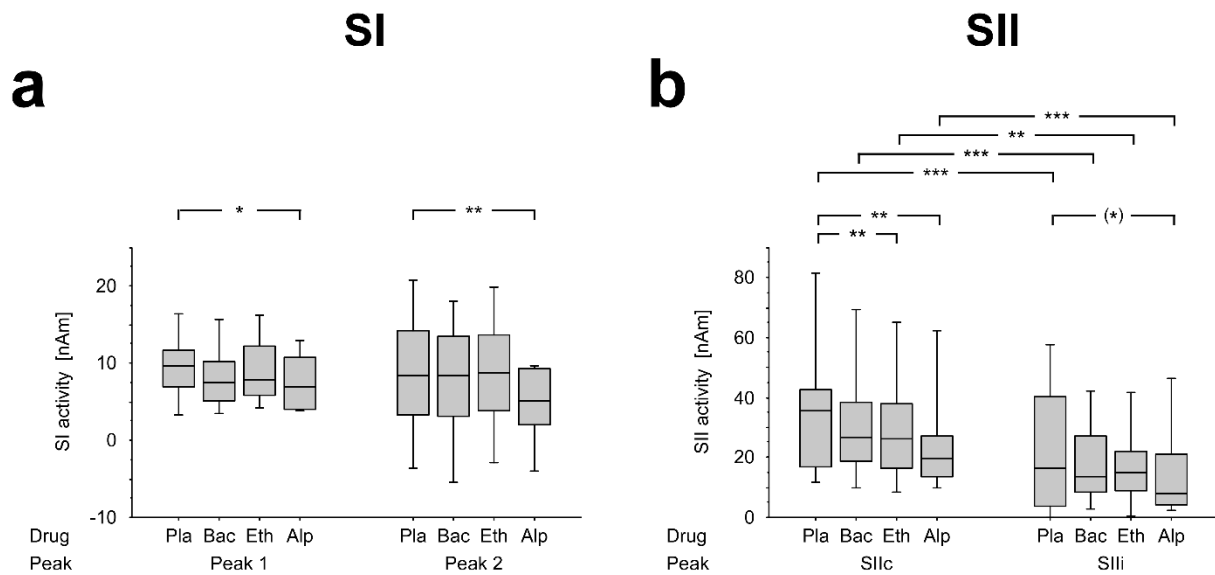 SI
SII
a
b
***
**
***
***
*
**
**
(*)
**
SI activity [nAm]
20
10
0
-10
SII activity [nAm]
80
60
40
20
0
Drug Pla Bac Eth Alp Pla Bac Eth Alp
Peak Peak 1 Peak 2
Drug Pla Bac Eth Alp Pla Bac Eth Alp
Peak SIIc SIIi